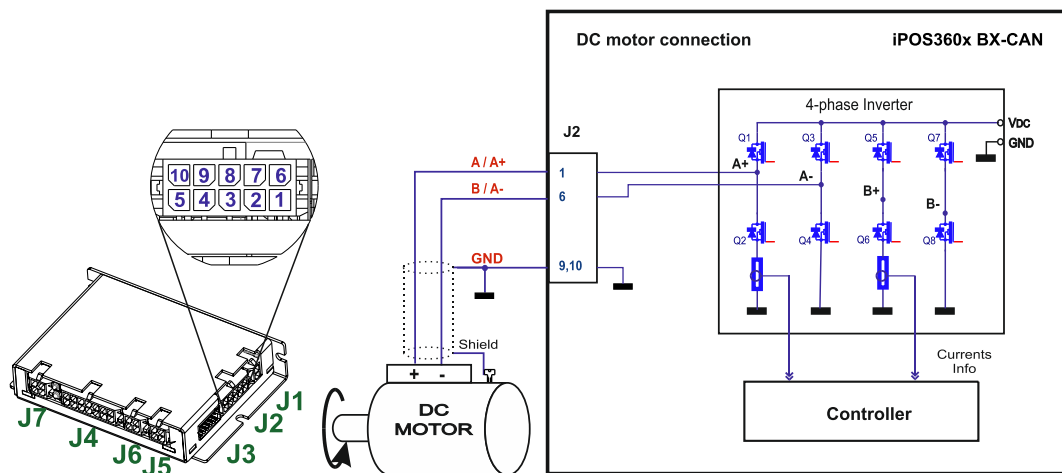 DC motor connection
iPOS360x BX-CAN
4-phase Inverter
Q1
Q3
Q5
Q7
VDC
GND
J2
A / A+
1
A+
10 9 8 7 6
5 4 3 2 1
B / A-
6
A-
B+
B-
Q2
Q4
Q6
Q8
GND
9,10
Shield
Currents
Info
+ -
DC
MOTOR
Controller
J1
J2
J3
J7
J4
J6
J5